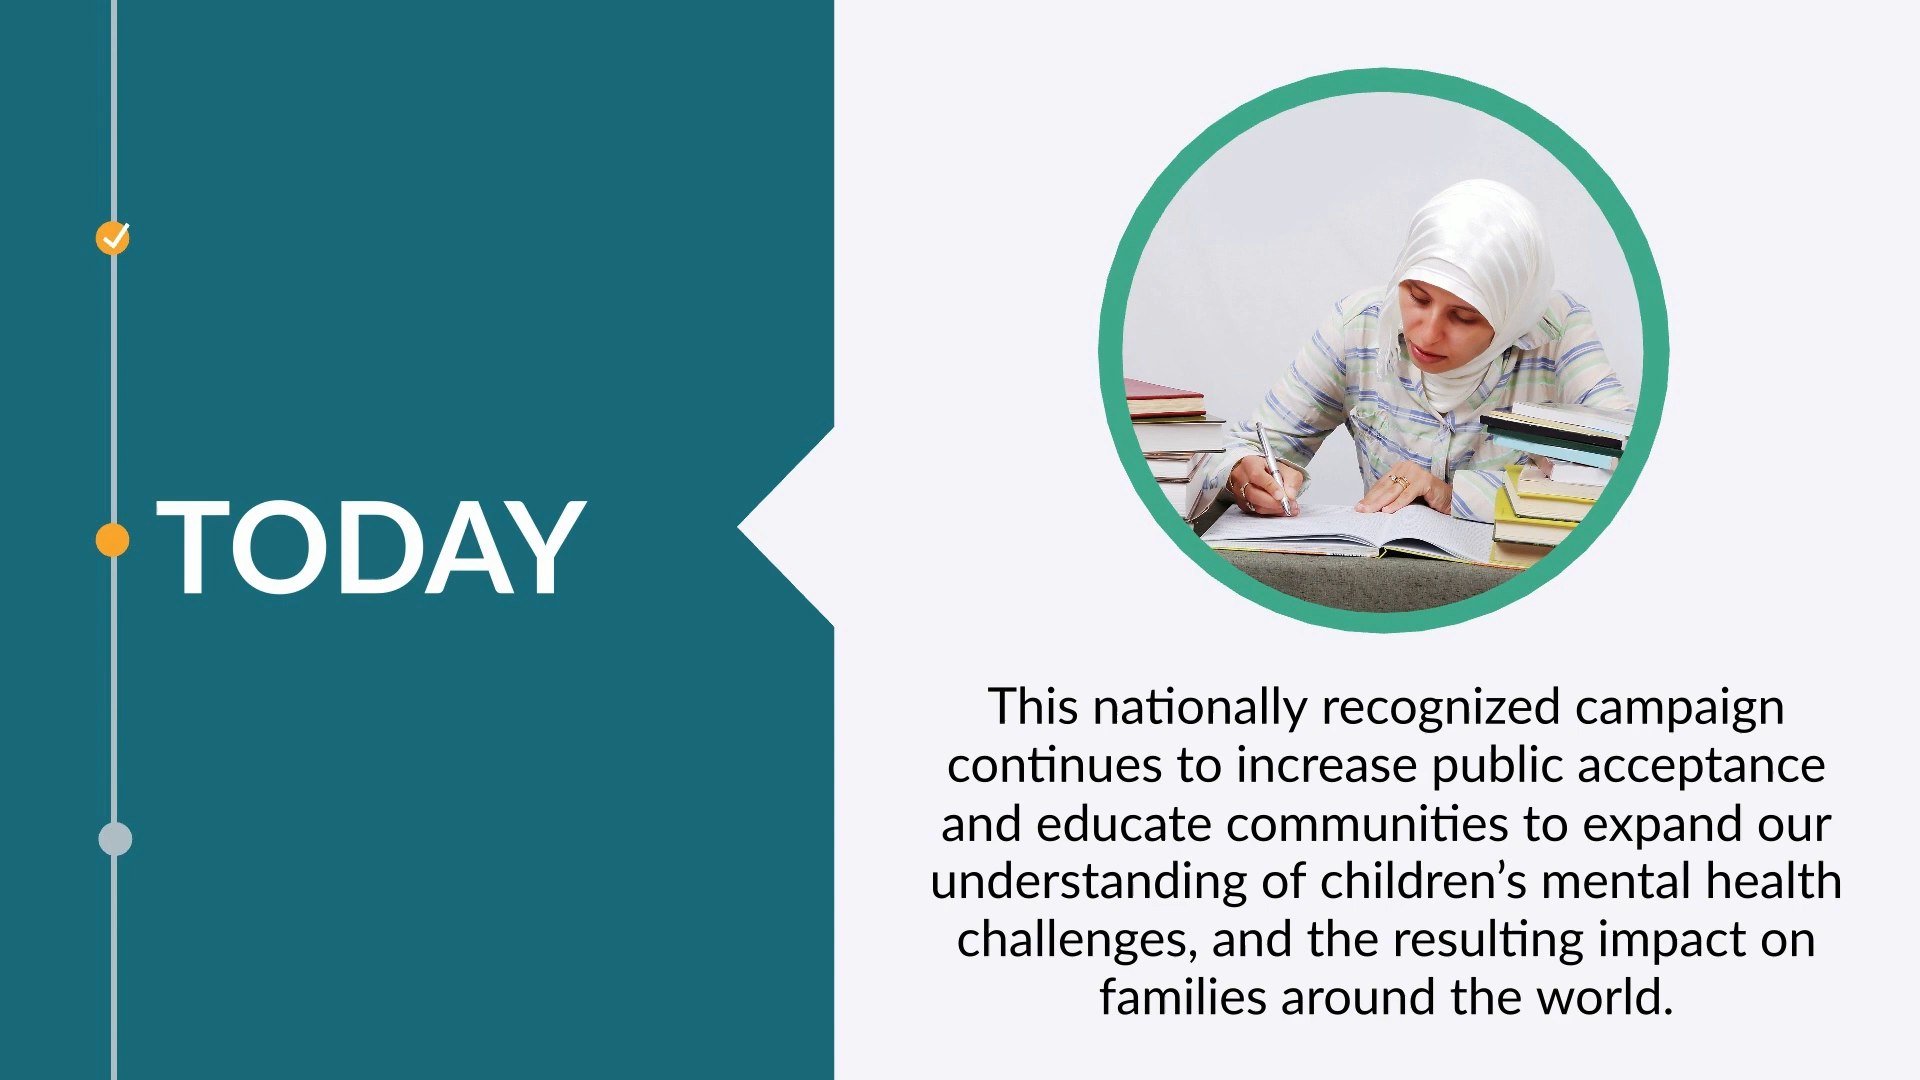 TODAY
This nationally recognized campaign
continues to increase public acceptance
and educate communities to expand our
understanding of children’s mental health
challenges, and the resulting impact on
families around the world.